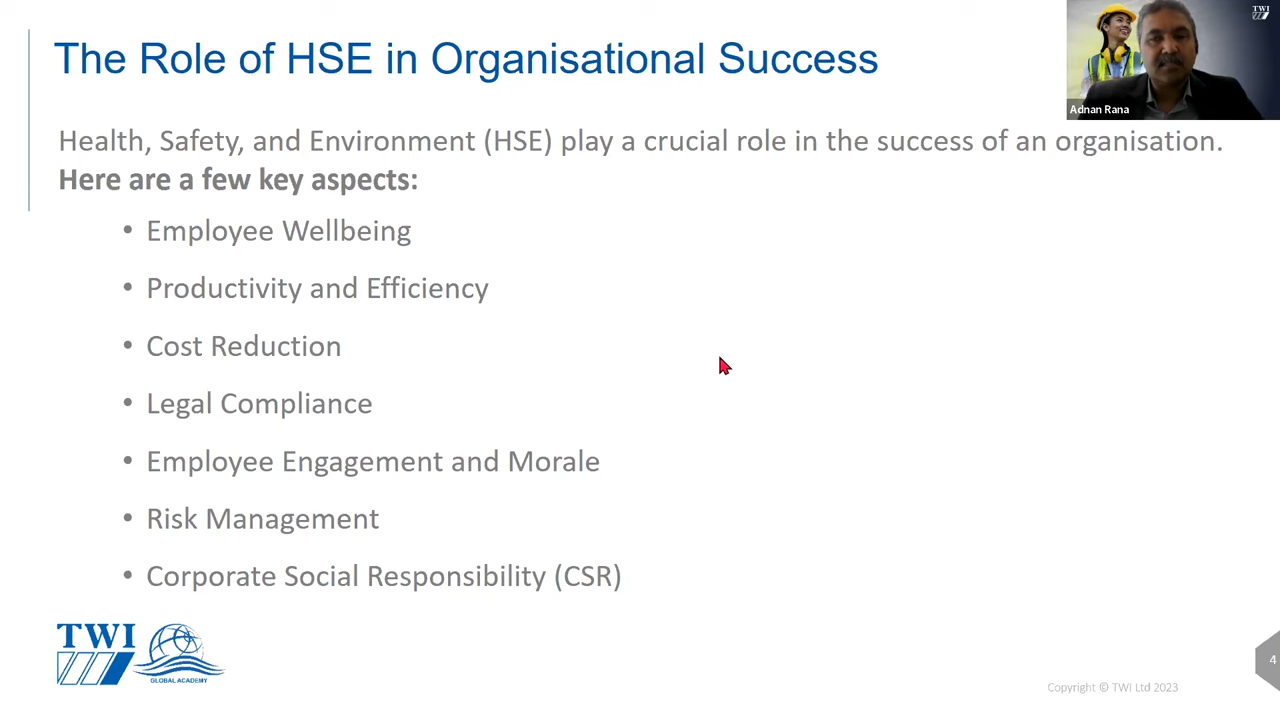 The Role of HSE in Organisational Success
TWI
Adnan Rana
Health, Safety, and Environment (HSE) play a crucial role in the success of an organisation.
Here are a few key aspects:
• Employee Wellbeing
• Productivity and Efficiency
• Cost Reduction
• Legal Compliance
• Employee Engagement and Morale
• Risk Management
• Corporate Social Responsibility (CSR)
TWI
GLOBAL ACADEMY
4
Copyright © TWI Ltd 2023